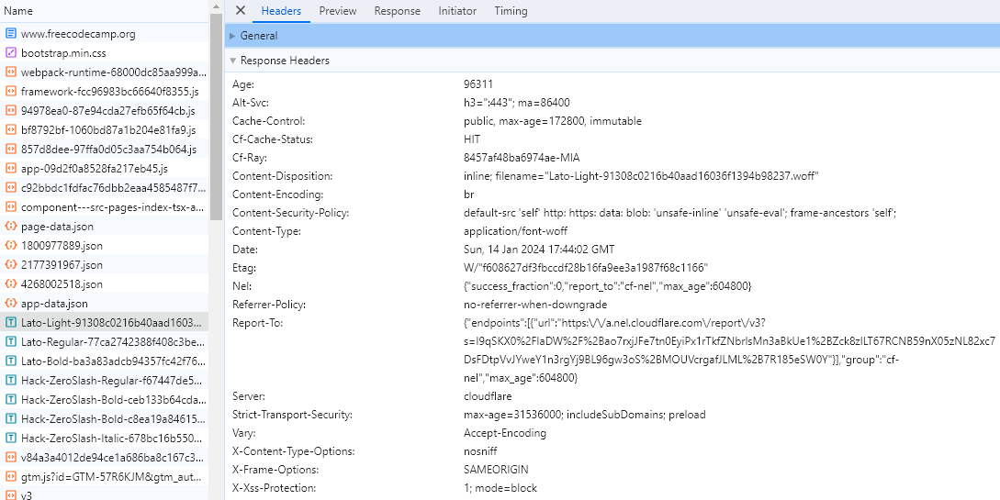 Name
www.freecodecamp.org
bootstrap.min.css
webpack-runtime-68000dc85aa999a...
framework-fcc96983bc66640f8355.js
94978ea0-87e94cda27efb65f64cb.js
bf8792bf-1060bd87a1b204e81fa9.js
857d8dee-97ffa0d05c3aa754b064.js
app-09d2f0a8528fa217eb45.js
c92bbdc1fdfac76dbb2eaa4585487f7...
component---src-pages-index-tsx-a...
page-data.json
1800977889.json
2177391967.json
4268002518.json
app-data.json
Lato-Light-91308c0216b40aad1603...
Lato-Regular-77ca2742388f408c3be...
Lato-Bold-ba3a83adcb94357fc42f76...
Hack-ZeroSlash-Regular-f67447de5...
Hack-ZeroSlash-Bold-ceb133b64cda...
Hack-ZeroSlash-Bold-c8ea19a84615...
Hack-ZeroSlash-Italic-678bc16b550...
v84a3a4012de94ce1a686ba8c167c3...
gtm.js?id=GTM-57R6KJM&gtm_aut...
v3
Headers Preview Response Initiator Timing
General
Response Headers
Age: 96311
Alt-Svc: h3=":443"; ma=86400
Cache-Control: public, max-age=172800, immutable
Cf-Cache-Status: HIT
Cf-Ray: 8457af48ba6974ae-MIA
Content-Disposition: inline; filename="Lato-Light-91308c0216b40aad16036f1394b98237.woff"
Content-Encoding: br
Content-Security-Policy: default-src 'self' http: https: data: blob: 'unsafe-inline' 'unsafe-eval'; frame-ancestors 'self';
Content-Type: application/font-woff
Date: Sun, 14 Jan 2024 17:44:02 GMT
Etag: W/"f608627df3fbccdf28b16fa9ee3a1987f68c1166"
Nel: {"success_fraction":0,"report_to":"cf-nel","max_age":604800}
Referrer-Policy: no-referrer-when-downgrade
Report-To: {"endpoints":[{"url":"https:\/\/a.nel.cloudflare.com\/report\/v3?
s=I9qSKX0%2FIaDW%2F%2Bao7rxjJFe7tn0EyiPx1rTkfZNbrlsMn3aBkUe1%2BZck8zILT67RCNB59nX05zNL82xc7
DsFDtpVvJYweY1n3rgYj9BL96gw3oS%2BMOUVcrgafJLML%2B7R185eSW0Y"}],"group":"cf-
nel","max_age":604800}
Server: cloudflare
Strict-Transport-Security: max-age=31536000; includeSubDomains; preload
Vary: Accept-Encoding
X-Content-Type-Options: nosniff
X-Frame-Options: SAMEORIGIN
X-Xss-Protection: 1; mode=block